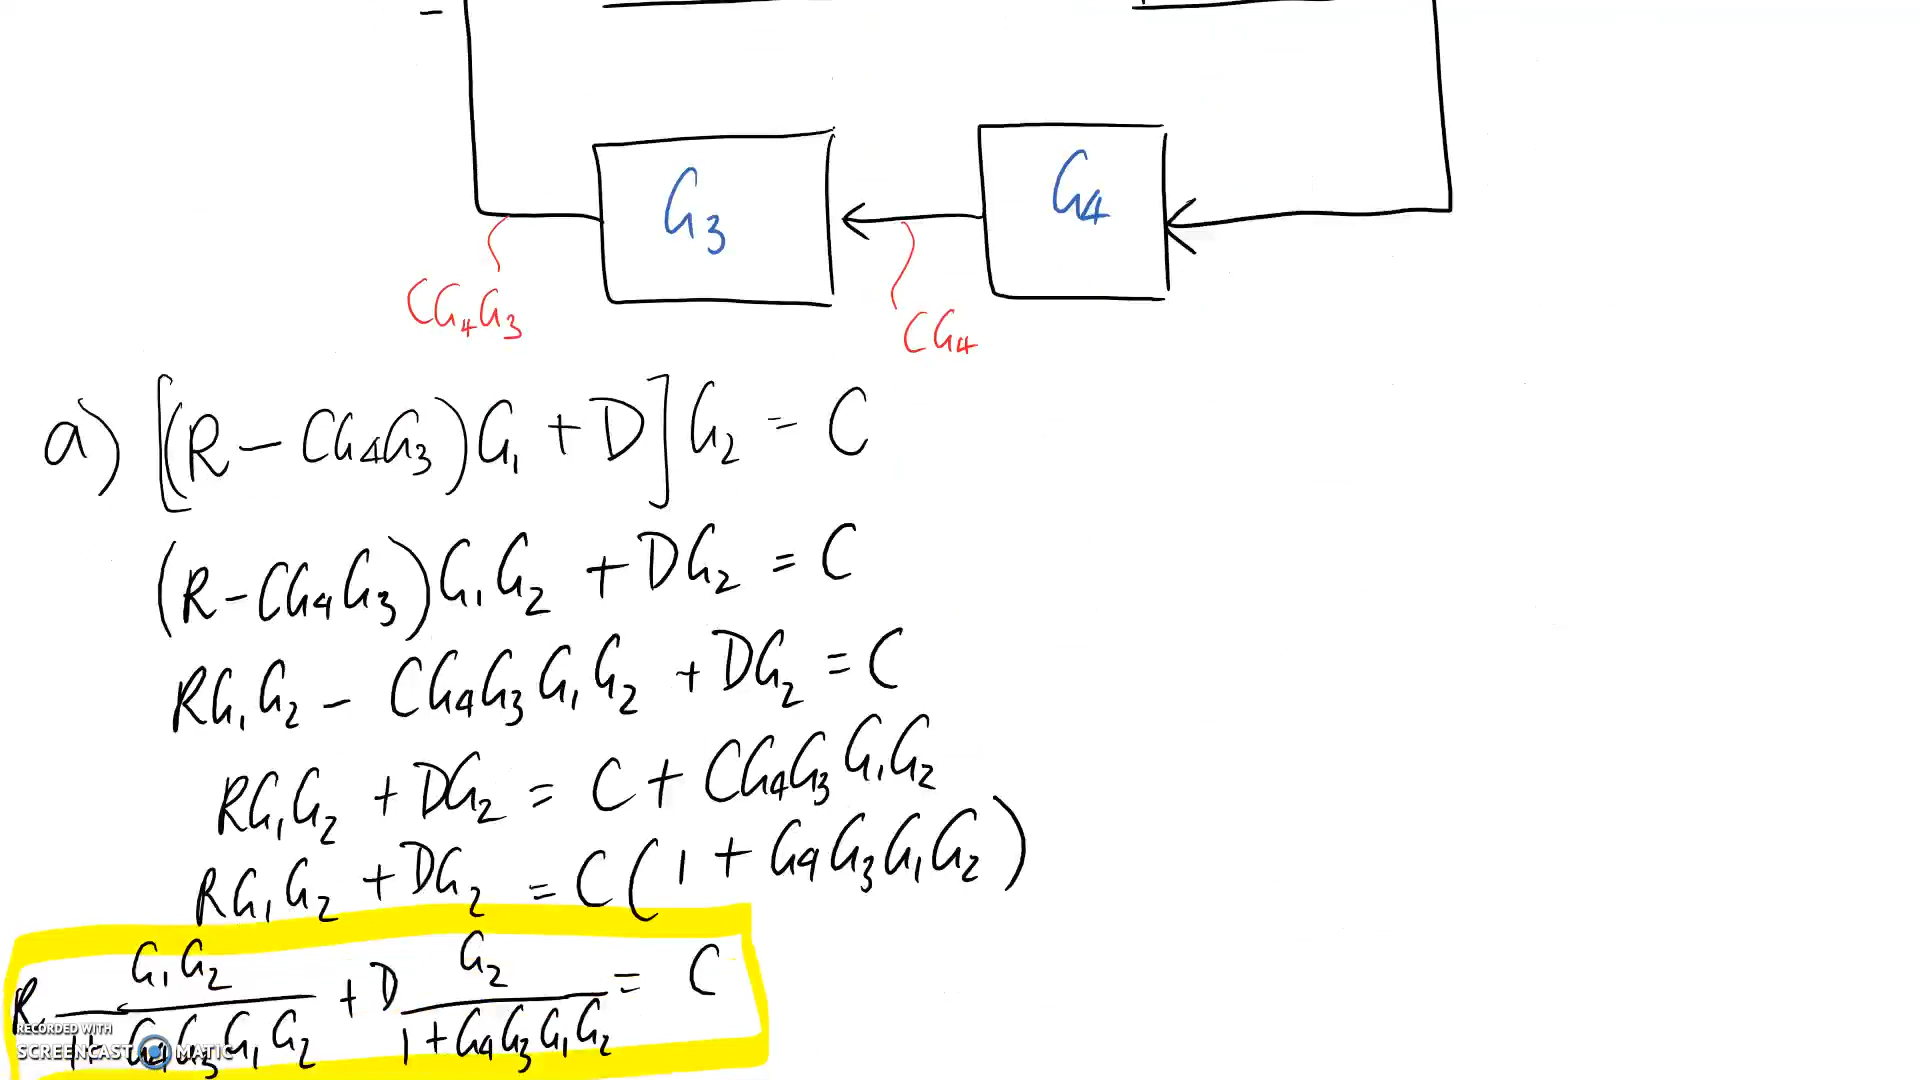 −
G₃
G₄
CG₄G₃
CG₄
a) [(R − CG₄G₃)G₁ + D]G₂ = C
(R − CG₄G₃)G₁G₂ + DG₂ = C
RG₁G₂ − CG₄G₃G₁G₂ + DG₂ = C
RG₁G₂ + DG₂ = C + CG₄G₃G₁G₂
RG₁G₂ + DG₂ = C(1 + G₄G₃G₁G₂)
R G₁G₂/(1 + G₄G₃G₁G₂) + D G₂/(1 + G₄G₃G₁G₂) = C
RECORDED WITH
SCREENCAST MATIC